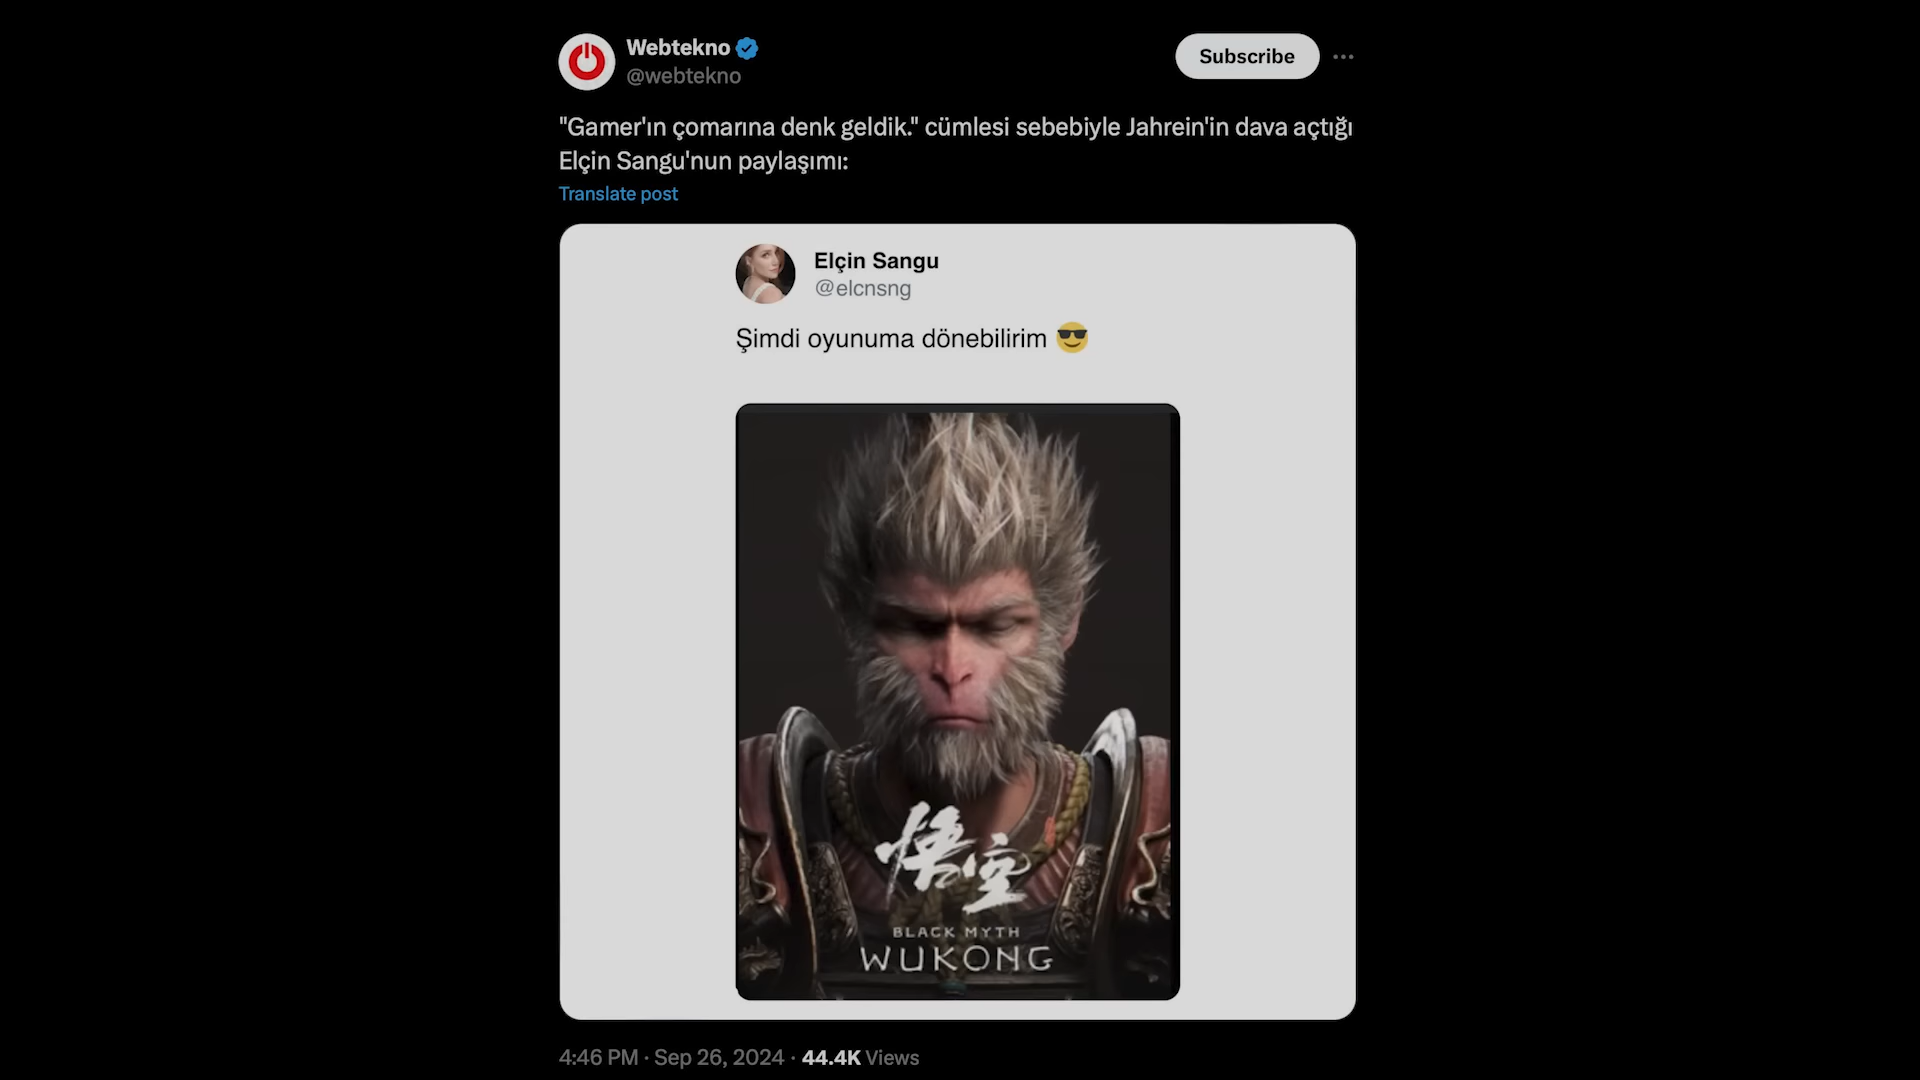 Webtekno
@webtekno
Subscribe
"Gamer'ın çomarına denk geldik." cümlesi sebebiyle Jahrein'in dava açtığı
Elçin Sangu'nun paylaşımı:
Translate post
Elçin Sangu
@elcnsng
Şimdi oyunuma dönebilirim 😎
悟空
BLACK MYTH
WUKONG
4:46 PM · Sep 26, 2024 · 44.4K Views